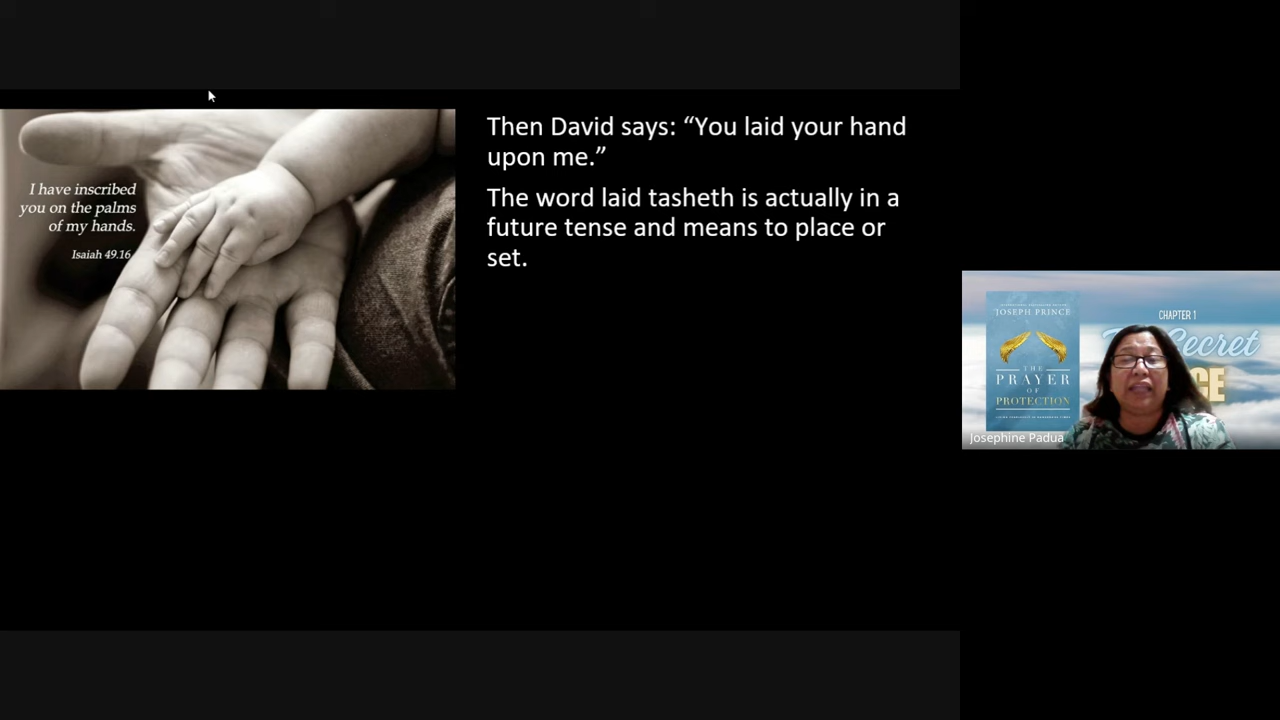 I have inscribed
you on the palms
of my hands.
Isaiah 49.16
Then David says: “You laid your hand
upon me.”
The word laid tasheth is actually in a
future tense and means to place or
set.
JOSEPH PRINCE
THE
PRAYER
OF
PROTECTION
CHAPTER 1
Secret
Josephine Padua